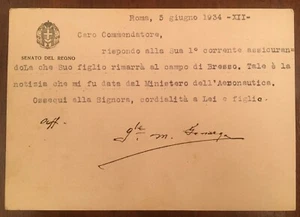 Roma, 5 giugno 1934 -XII-
SENATO DEL REGNO
Caro Commendatore,
rispondo alla Sua 1° corrente assicuran-
doLa che Suo figlio rimarrà al campo di Bresso. Tale è la
notizia che mi fu data dal Ministero dell'Aeronautica.
Ossequi alla Signora, cordialità a Lei e figlio.
Aff.